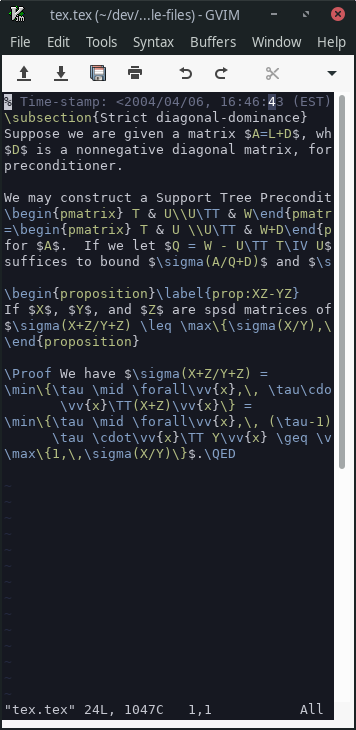 tex.tex (~/dev/...le-files) - GVIM
File Edit Tools Syntax Buffers Window Help
% Time-stamp: <2004/04/06, 16:46:43 (EST)
\subsection{Strict diagonal-dominance}
Suppose we are given a matrix $A=L+D$, wh
$D$ is a nonnegative diagonal matrix, for
preconditioner.
We may construct a Support Tree Precondit
\begin{pmatrix} T & U\\U\TT & W\end{pmatr
=\begin{pmatrix} T & U \\U\TT & W+D\end{p
for $A$.  If we let $Q = W - U\TT T\IV U$
suffices to bound $\sigma(A/Q+D)$ and $\s
\begin{proposition}\label{prop:XZ-YZ}
If $X$, $Y$, and $Z$ are spsd matrices of
$\sigma(X+Z/Y+Z) \leq \max\{\sigma(X/Y),\
\end{proposition}
\Proof We have $\sigma(X+Z/Y+Z) =
\min\{\tau \mid \forall\vv{x},\, \tau\cdo
\vv{x}\TT(X+Z)\vv{x}\} =
\min\{\tau \mid \forall\vv{x},\, (\tau-1)
\tau \cdot\vv{x}\TT Y\vv{x} \geq \v
\max\{1,\,\sigma(X/Y)\}$.\QED
~
~
~
~
~
~
~
~
~
~
~
~
~
~
"tex.tex" 24L, 1047C 1,1 All